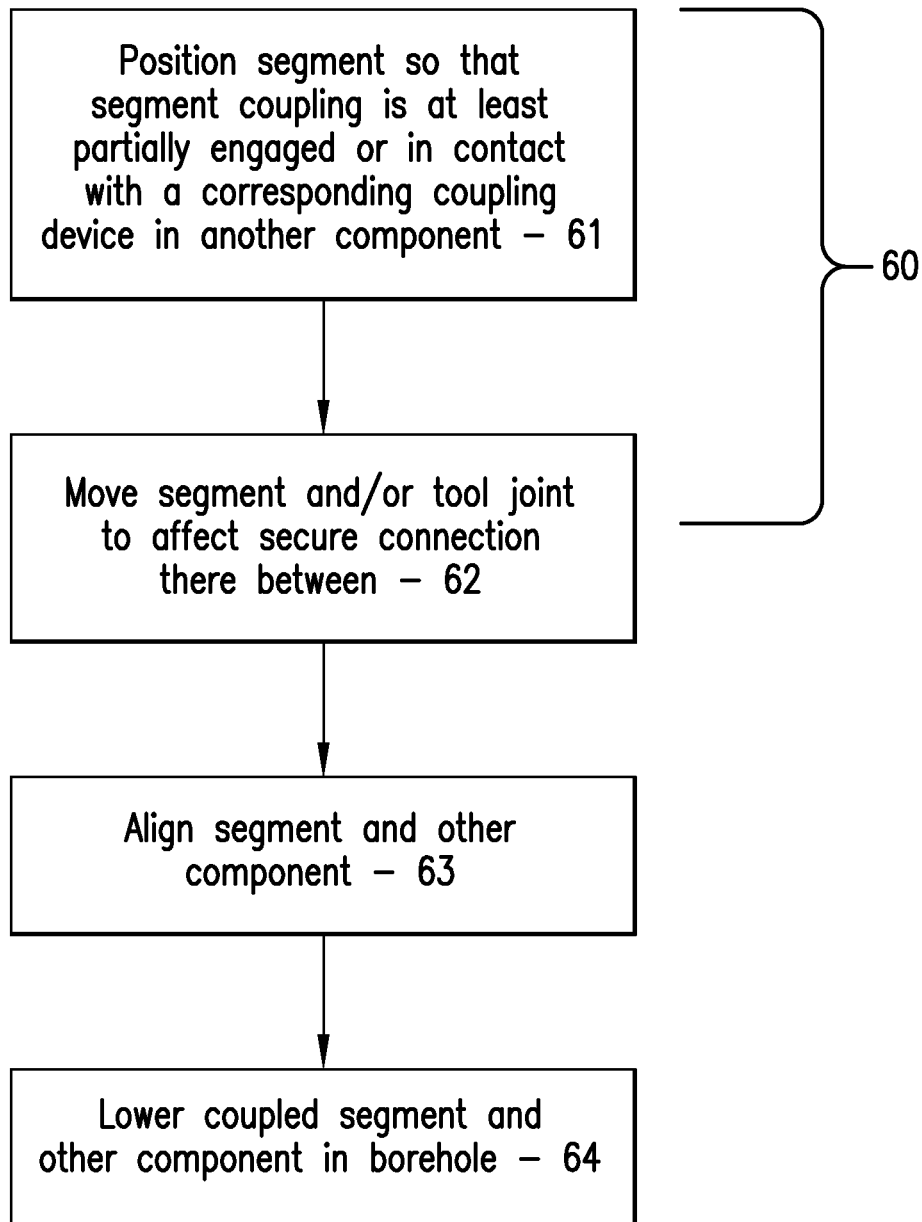 Position segment so that
segment coupling is at least
partially engaged or in contact
with a corresponding coupling
device in another component – 61
60
Move segment and/or tool joint
to affect secure connection
there between – 62
Align segment and other
component – 63
Lower coupled segment and
other component in borehole – 64